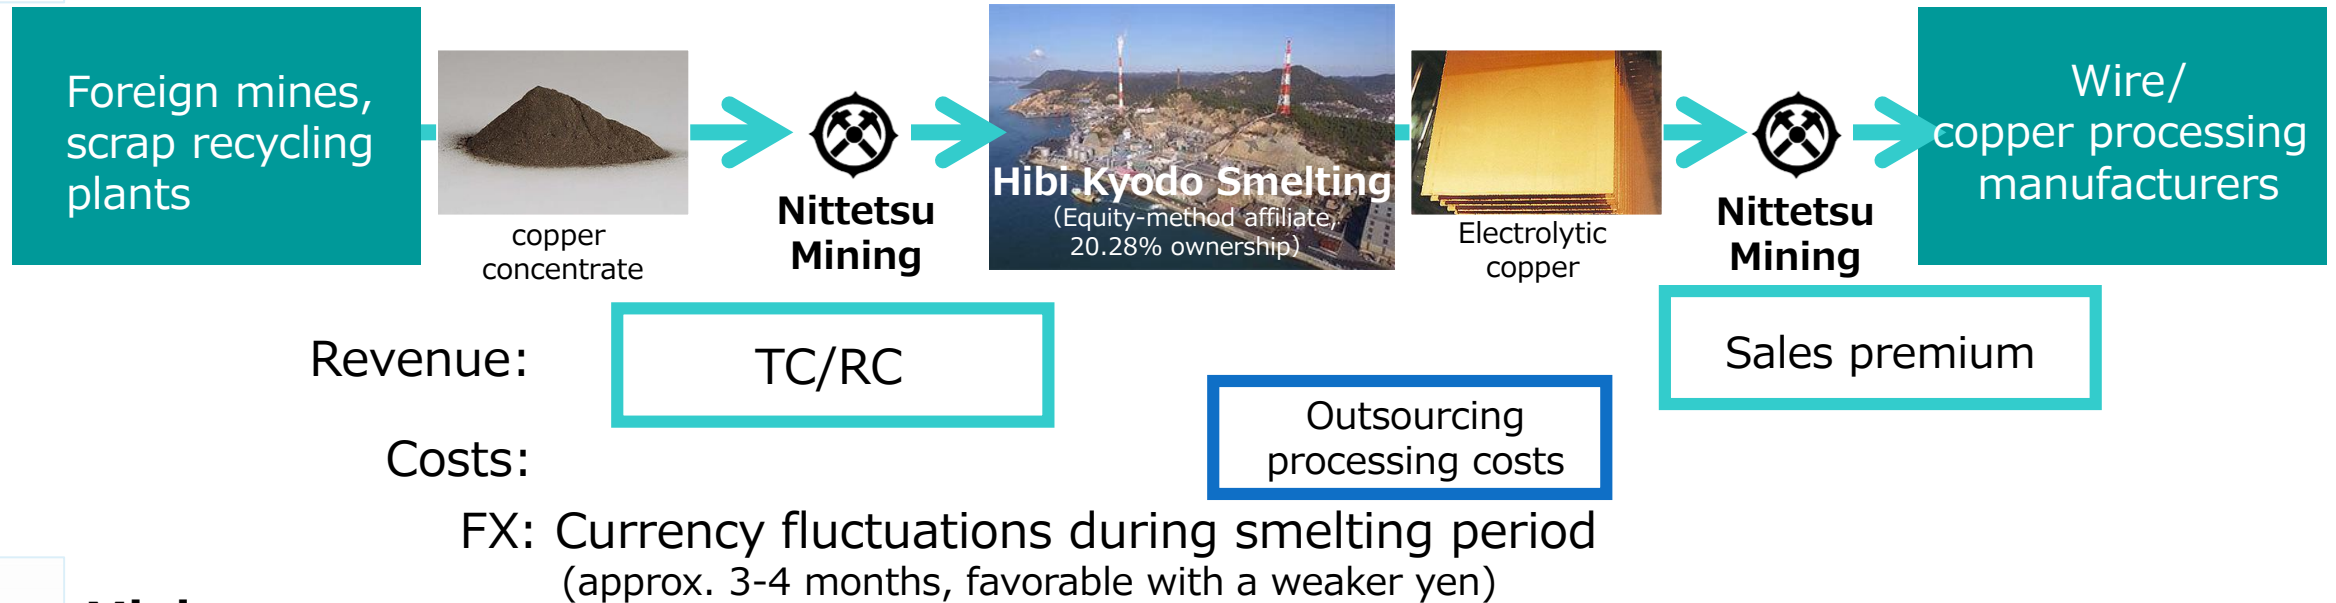 Foreign mines,
scrap recycling
plants
copper
concentrate
Nittetsu
Mining
Hibi Kyodo Smelting
(Equity-method affiliate,
20.28% ownership)
Electrolytic
copper
Nittetsu
Mining
Wire/
copper processing
manufacturers
Revenue:
TC/RC
Sales premium
Costs:
Outsourcing
processing costs
FX: Currency fluctuations during smelting period
(approx. 3-4 months, favorable with a weaker yen)